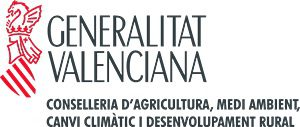 GENERALITAT
VALENCIANA
CONSELLERIA D'AGRICULTURA, MEDI AMBIENT,
CANVI CLIMÀTIC I DESENVOLUPAMENT RURAL